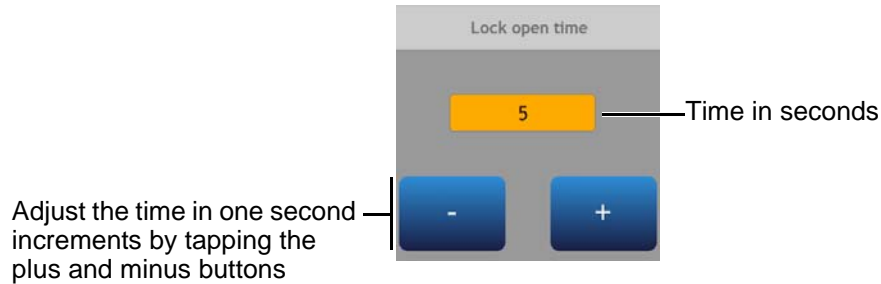 Lock open time
5
Time in seconds
- +
Adjust the time in one second
increments by tapping the
plus and minus buttons